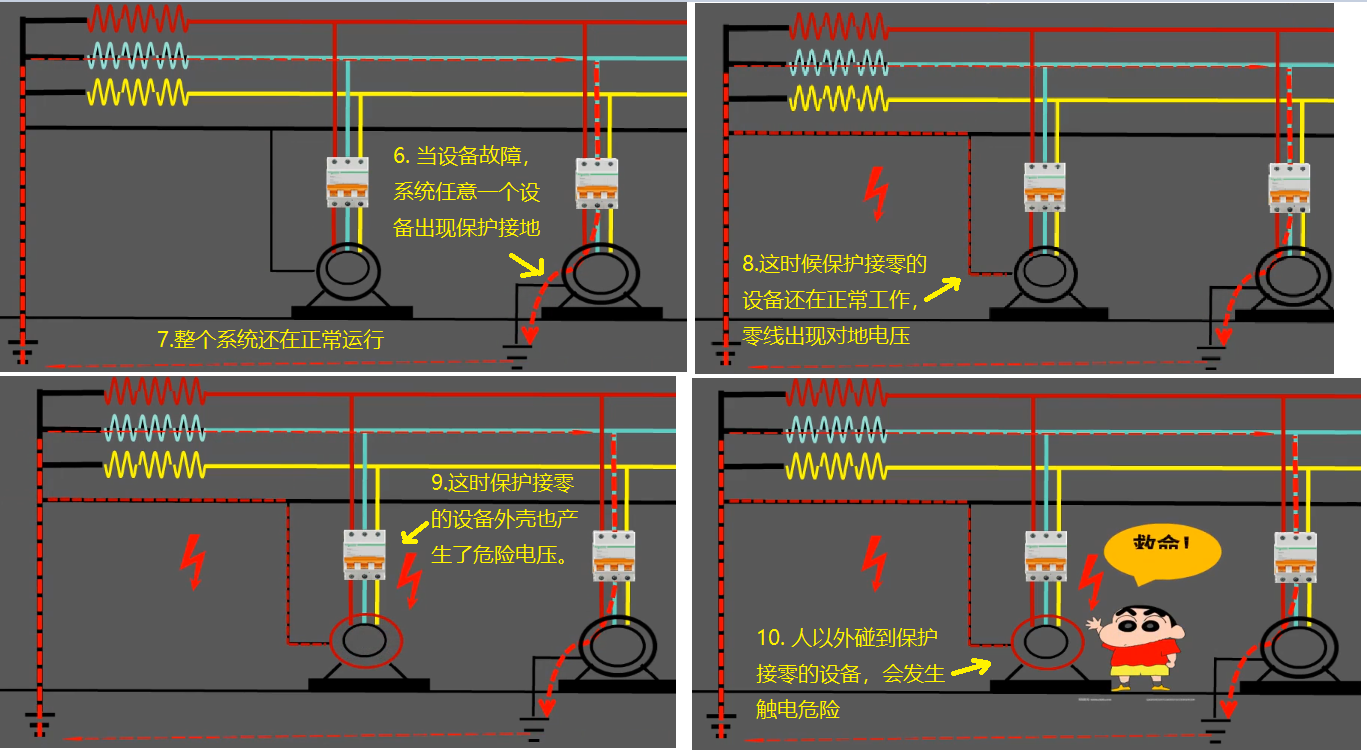 6. 当设备故障，
系统任意一个设
备出现保护接地
7.整个系统还在正常运行
8.这时候保护接零的
设备还在正常工作，
零线出现对地电压
9.这时保护接零
的设备外壳也产
生了危险电压。
救命！
10. 人以外碰到保护
接零的设备，会发生
触电危险